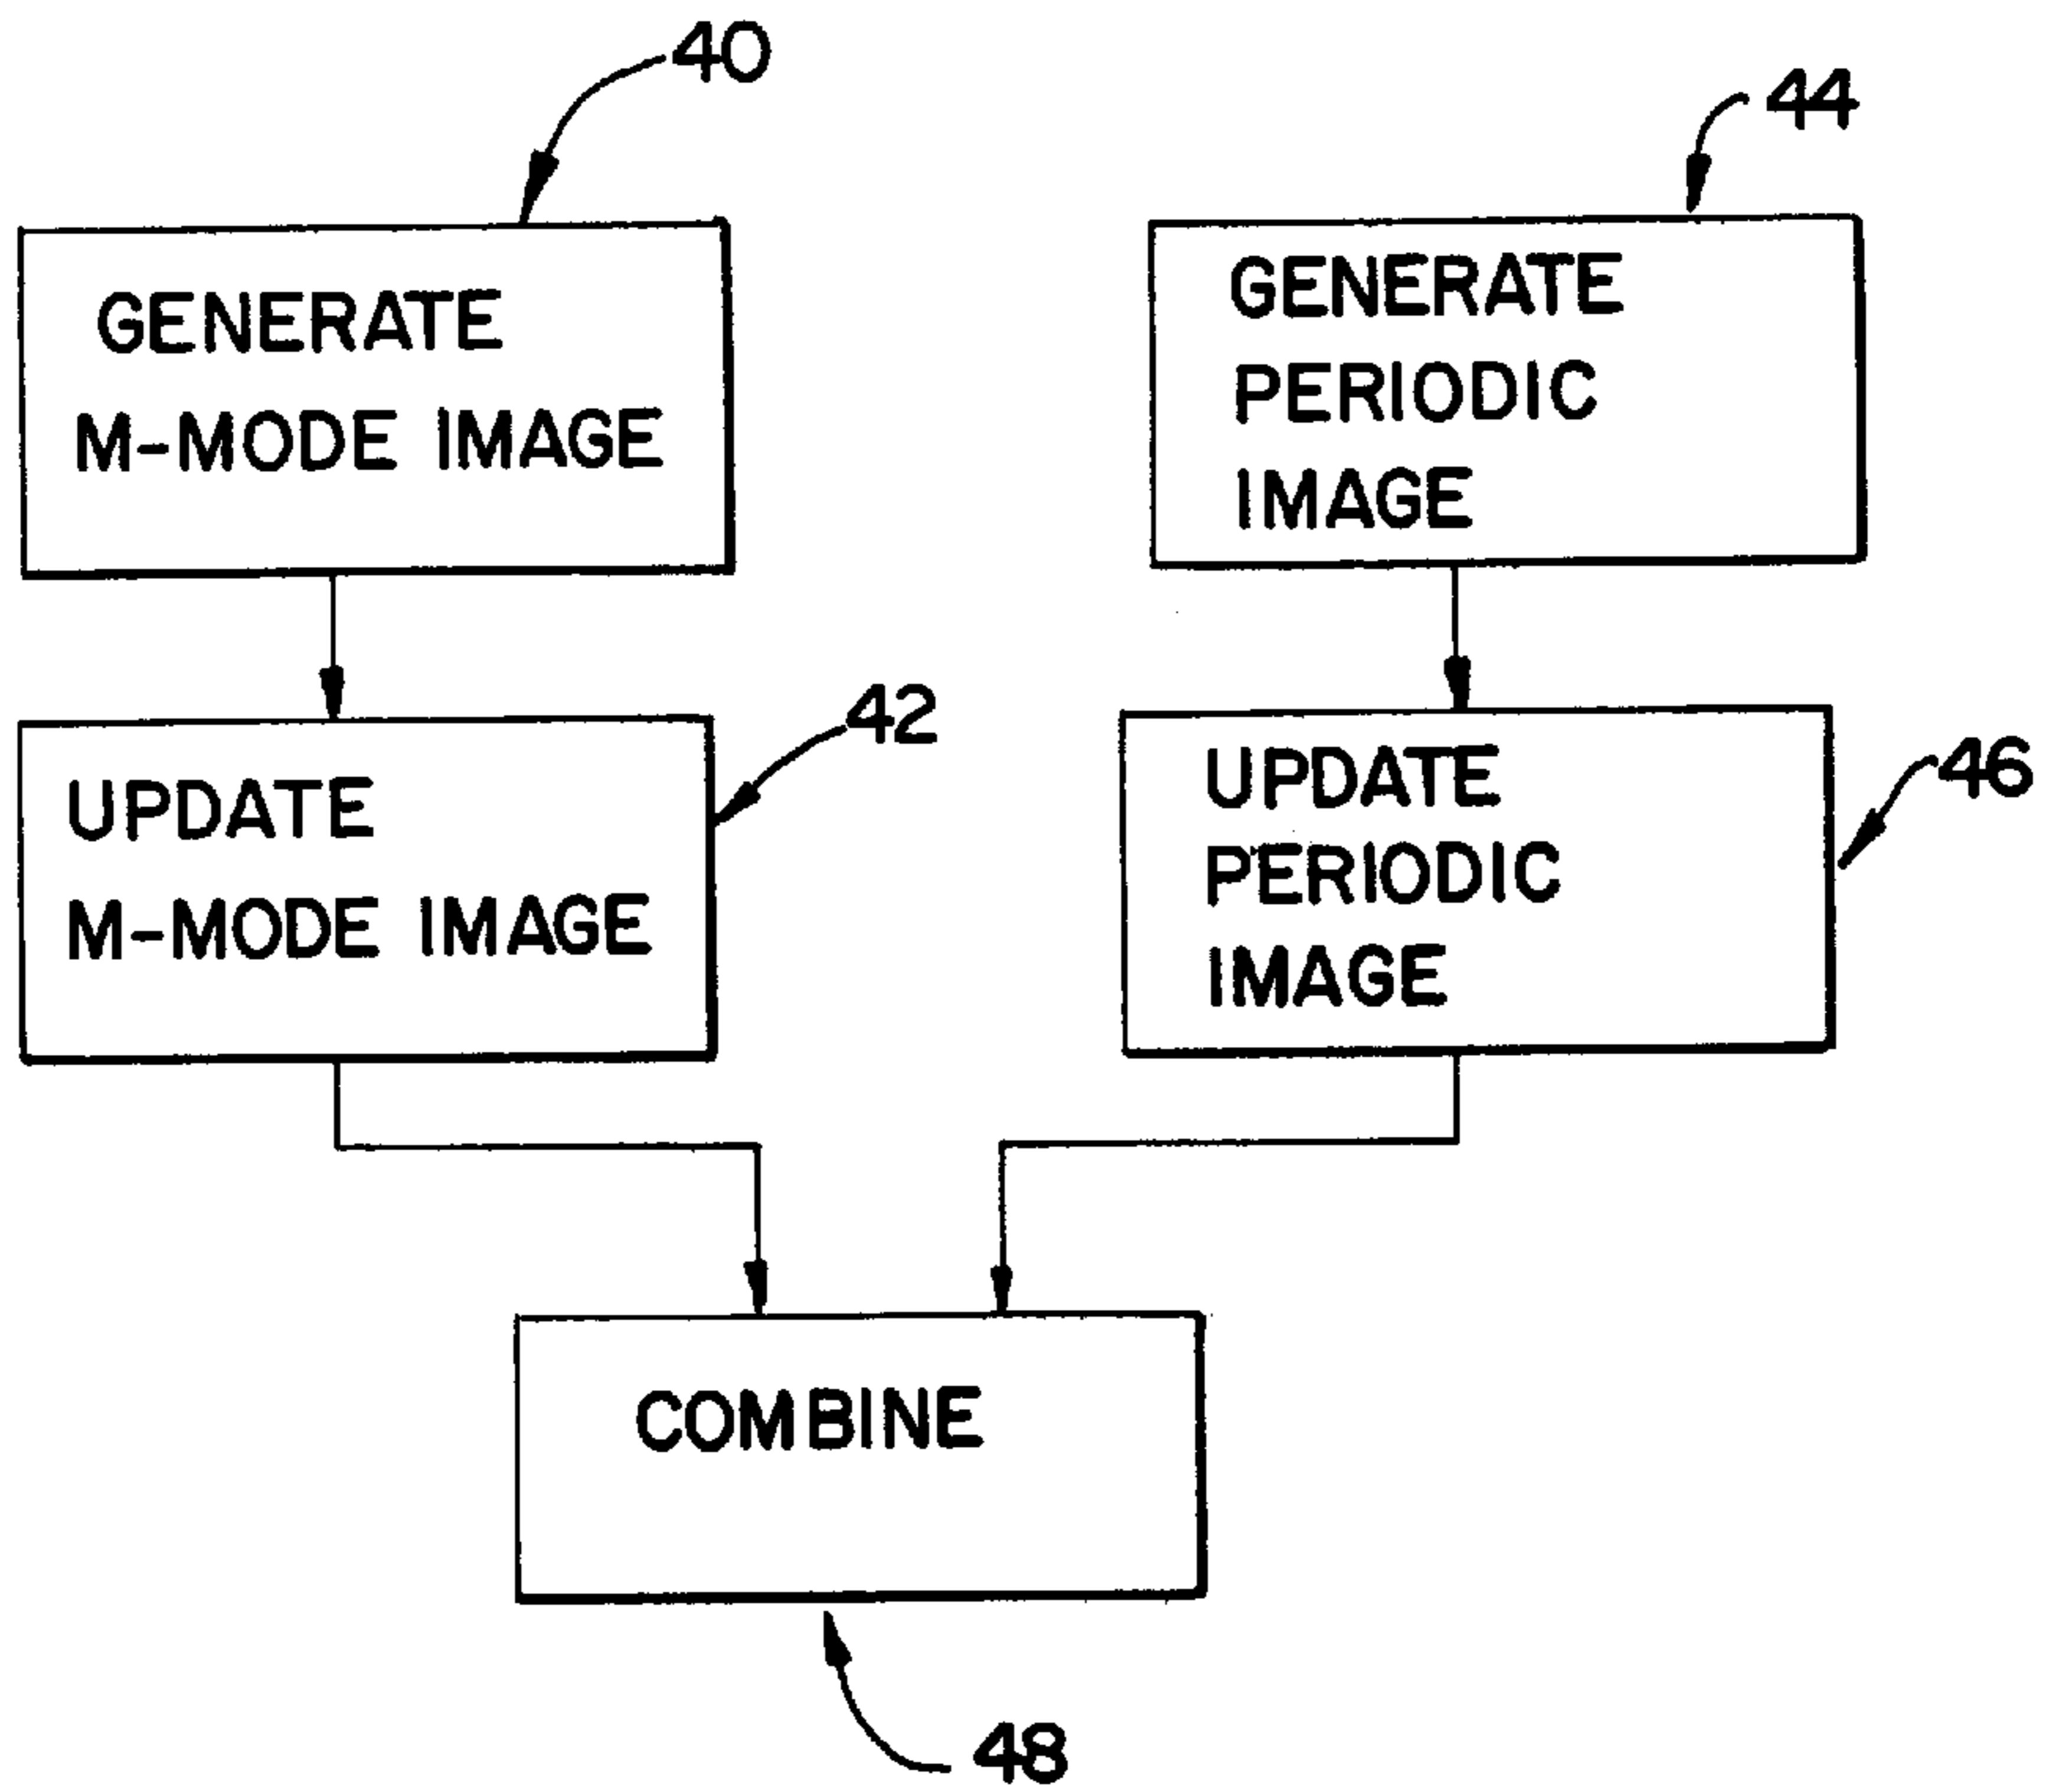 40
GENERATE
M-MODE IMAGE
42
UPDATE
M-MODE IMAGE
44
GENERATE
PERIODIC
IMAGE
46
UPDATE
PERIODIC
IMAGE
COMBINE
48